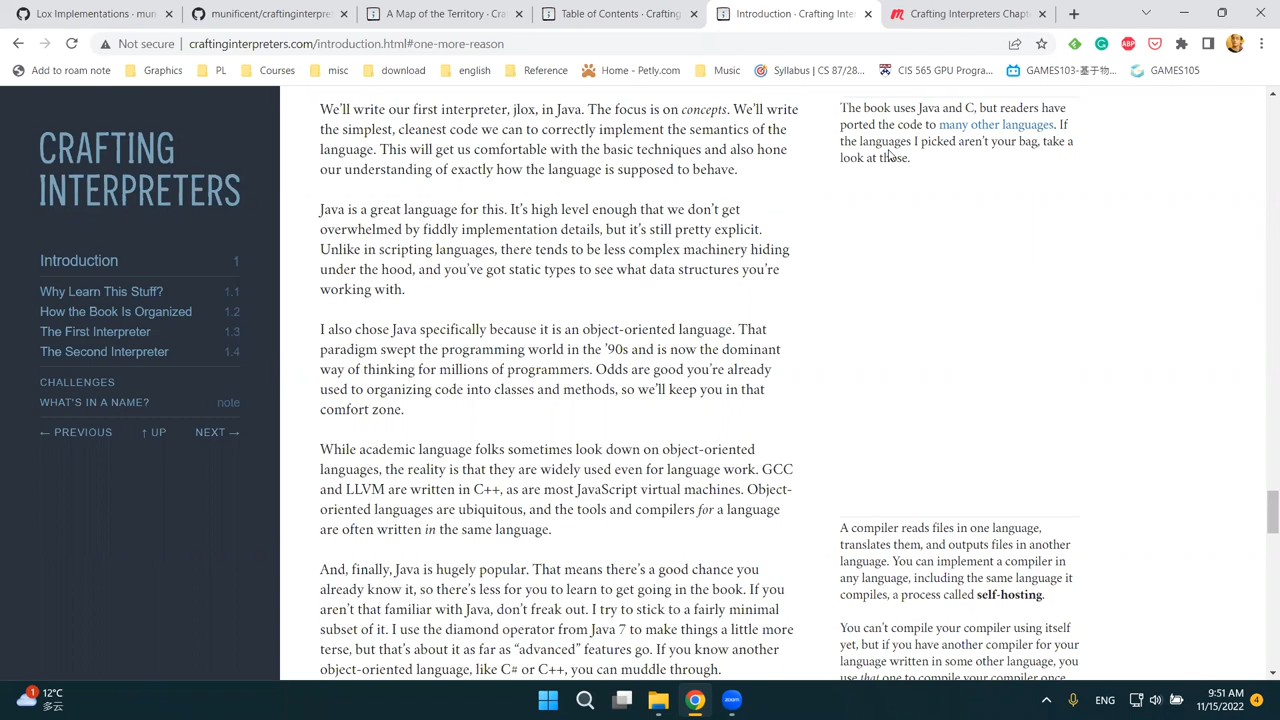 Lox Implementations · mun
munificent/craftinginterpre
A Map of the Territory · Cra
Table of Contents · Crafting
Introduction · Crafting Inte
Crafting Interpreters Chapt
Not secure | craftinginterpreters.com/introduction.html#one-more-reason
Add to roam note
Graphics
PL
Courses
misc
download
english
Reference
Home - Petly.com
Music
Syllabus | CS 87/28...
CIS 565 GPU Progra...
GAMES103-基于物...
GAMES105
CRAFTING
INTERPRETERS
Introduction 1
Why Learn This Stuff? 1.1
How the Book Is Organized 1.2
The First Interpreter 1.3
The Second Interpreter 1.4
CHALLENGES
WHAT'S IN A NAME? note
← PREVIOUS ↑ UP NEXT →
We'll write our first interpreter, jlox, in Java. The focus is on concepts. We'll write
the simplest, cleanest code we can to correctly implement the semantics of the
language. This will get us comfortable with the basic techniques and also hone
our understanding of exactly how the language is supposed to behave.
Java is a great language for this. It's high level enough that we don't get
overwhelmed by fiddly implementation details, but it's still pretty explicit.
Unlike in scripting languages, there tends to be less complex machinery hiding
under the hood, and you've got static types to see what data structures you're
working with.
I also chose Java specifically because it is an object-oriented language. That
paradigm swept the programming world in the '90s and is now the dominant
way of thinking for millions of programmers. Odds are good you're already
used to organizing code into classes and methods, so we'll keep you in that
comfort zone.
While academic language folks sometimes look down on object-oriented
languages, the reality is that they are widely used even for language work. GCC
and LLVM are written in C++, as are most JavaScript virtual machines. Object-
oriented languages are ubiquitous, and the tools and compilers for a language
are often written in the same language.
And, finally, Java is hugely popular. That means there's a good chance you
already know it, so there's less for you to learn to get going in the book. If you
aren't that familiar with Java, don't freak out. I try to stick to a fairly minimal
subset of it. I use the diamond operator from Java 7 to make things a little more
terse, but that's about it as far as “advanced” features go. If you know another
object-oriented language, like C# or C++, you can muddle through.
The book uses Java and C, but readers have
ported the code to many other languages. If
the languages I picked aren't your bag, take a
look at those.
A compiler reads files in one language,
translates them, and outputs files in another
language. You can implement a compiler in
any language, including the same language it
compiles, a process called self-hosting.
You can't compile your compiler using itself
yet, but if you have another compiler for your
language written in some other language, you
use that one to compile your compiler once.
1
12°C
多云
zoom
ENG
9:51 AM
11/15/2022
4